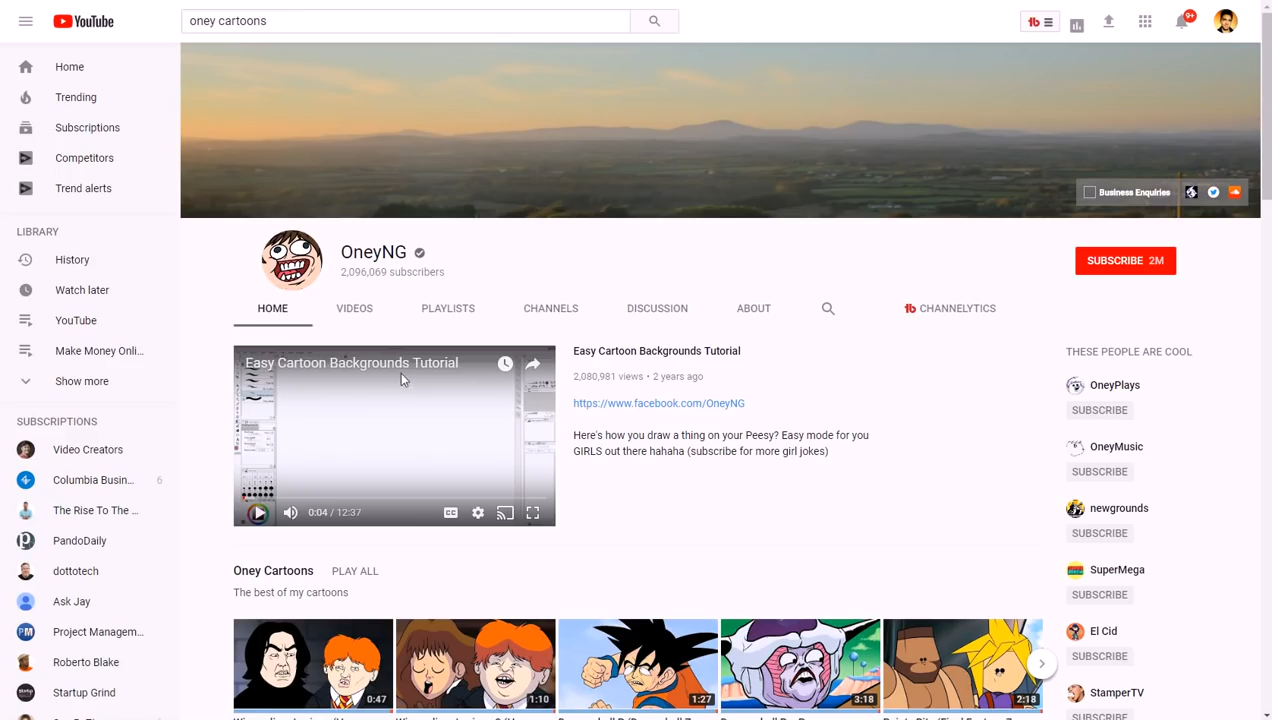 YouTube
oney cartoons
9+
Home
Trending
Subscriptions
Competitors
Trend alerts
LIBRARY
History
Watch later
YouTube
Make Money Onli...
Show more
SUBSCRIPTIONS
Video Creators
Columbia Busin... 6
The Rise To The ...
PandoDaily
dottotech
Ask Jay
Project Managem...
Roberto Blake
Startup Grind
Business Enquiries
OneyNG
2,096,069 subscribers
SUBSCRIBE 2M
HOME VIDEOS PLAYLISTS CHANNELS DISCUSSION ABOUT CHANNELYTICS
Easy Cartoon Backgrounds Tutorial
0:04 / 12:37
Easy Cartoon Backgrounds Tutorial
2,080,981 views • 2 years ago
https://www.facebook.com/OneyNG
Here's how you draw a thing on your Peesy? Easy mode for you
GIRLS out there hahaha (subscribe for more girl jokes)
Oney Cartoons PLAY ALL
The best of my cartoons
0:47
1:10
1:27
3:18
2:18
THESE PEOPLE ARE COOL
OneyPlays
SUBSCRIBE
OneyMusic
SUBSCRIBE
newgrounds
SUBSCRIBE
SuperMega
SUBSCRIBE
El Cid
SUBSCRIBE
StamperTV
SUBSCRIBE